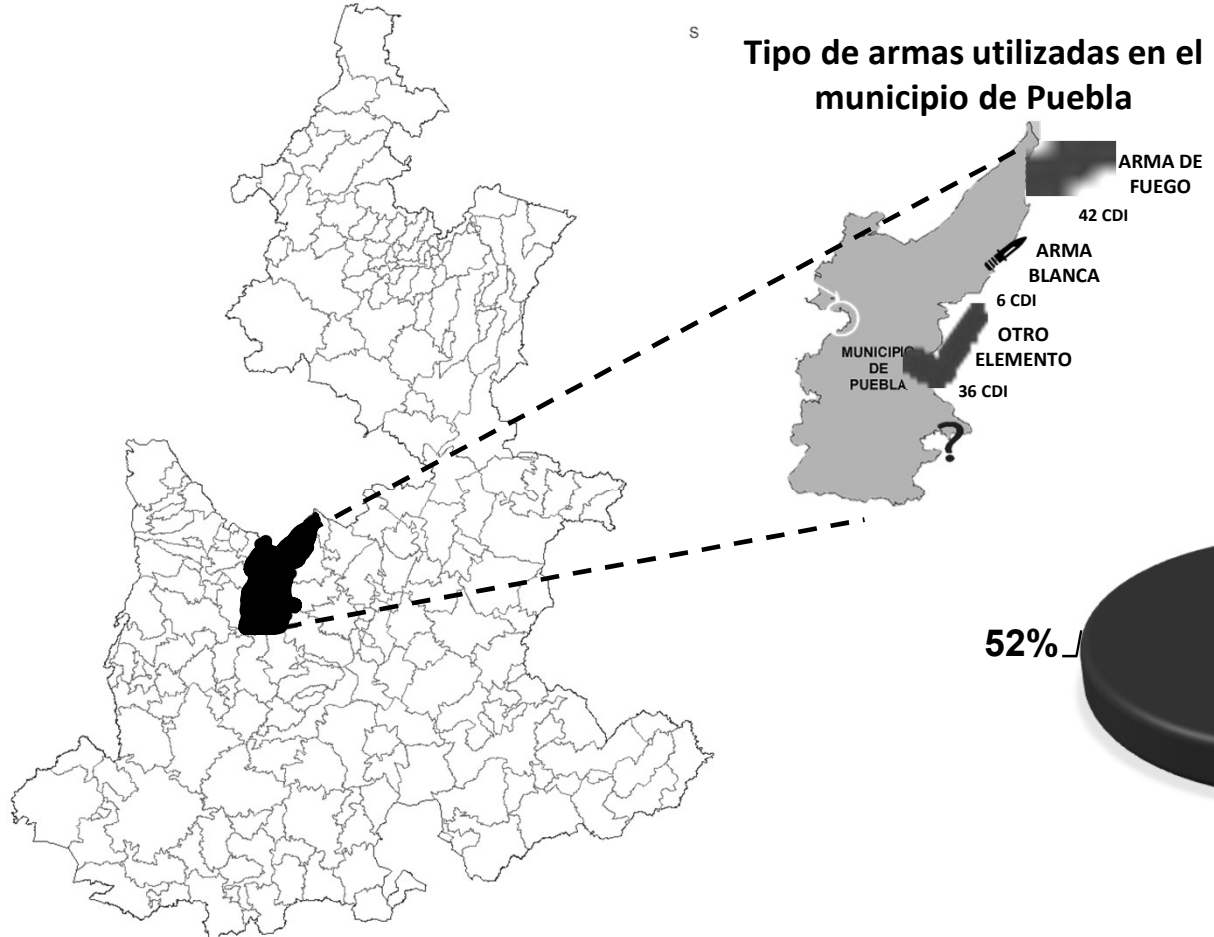 S
Tipo de armas utilizadas en el
municipio de Puebla
ARMA DE
FUEGO
42 CDI
ARMA
BLANCA
6 CDI
OTRO
ELEMENTO
36 CDI
MUNICIPIO
DE
PUEBLA
?
52%